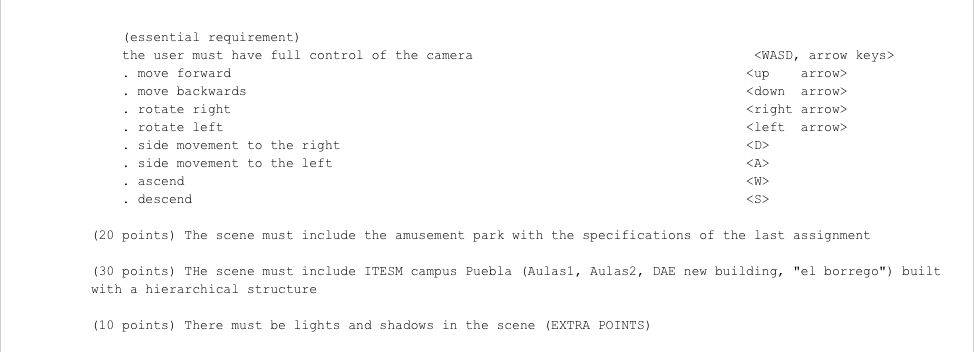 (essential requirement)
the user must have full control of the camera <WASD, arrow keys>
. move forward <up arrow>
. move backwards <down arrow>
. rotate right <right arrow>
. rotate left <left arrow>
. side movement to the right <D>
. side movement to the left <A>
. ascend <W>
. descend <S>
(20 points) The scene must include the amusement park with the specifications of the last assignment
(30 points) THe scene must include ITESM campus Puebla (Aulas1, Aulas2, DAE new building, "el borrego") built
with a hierarchical structure
(10 points) There must be lights and shadows in the scene (EXTRA POINTS)